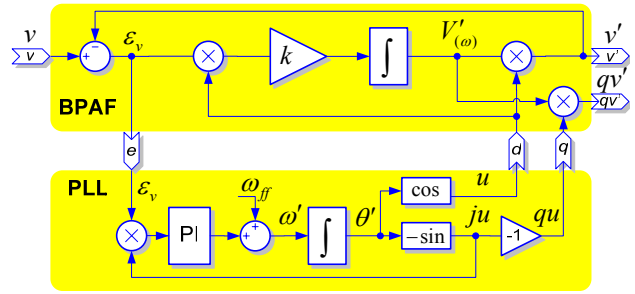 v ε_v k ∫ V'_(ω) v'
v v'
qv'
qv'
BPAF
e d q
PLL
ε_v ω_ff ω' θ' cos u
PI ∫ −sin ju -1 qu